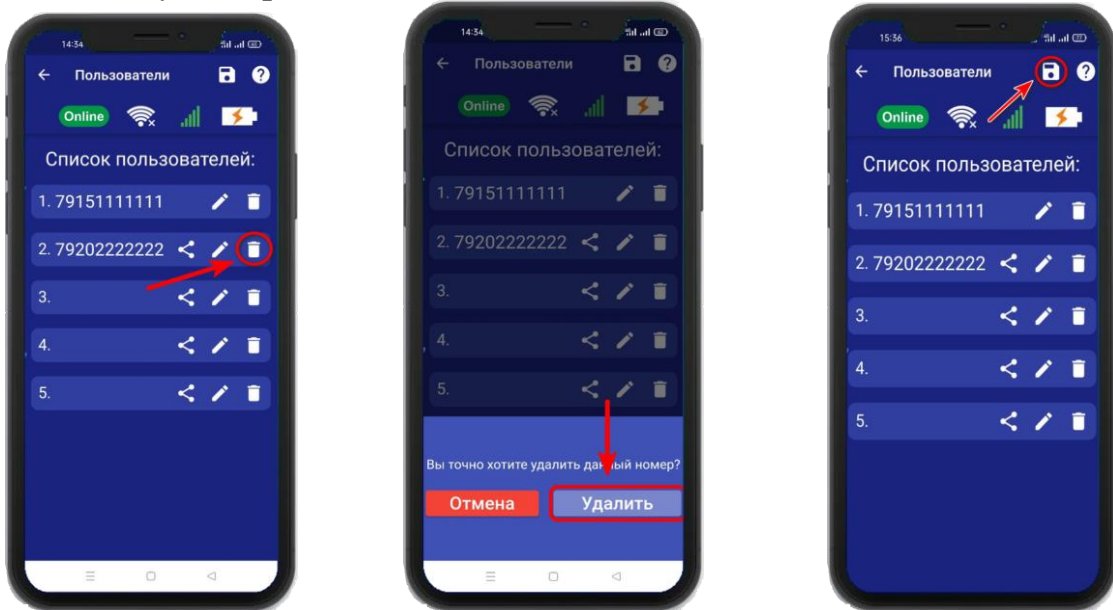 14:34
Пользователи
Online
Список пользователей:
1. 79151111111
2. 79202222222
3.
4.
5.
14:34
Пользователи
Online
Список пользователей:
1. 79151111111
2. 79202222222
3.
4.
5.
Вы точно хотите удалить данный номер?
Отмена Удалить
15:36
Пользователи
Online
Список пользователей:
1. 79151111111
2. 79202222222
3.
4.
5.